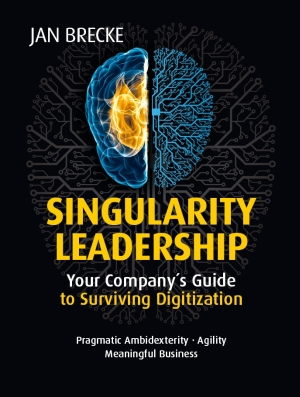 JAN BRECKE
SINGULARITY
LEADERSHIP
Your Company´s Guide
to Surviving Digitization
Pragmatic Ambidexterity · Agility
Meaningful Business